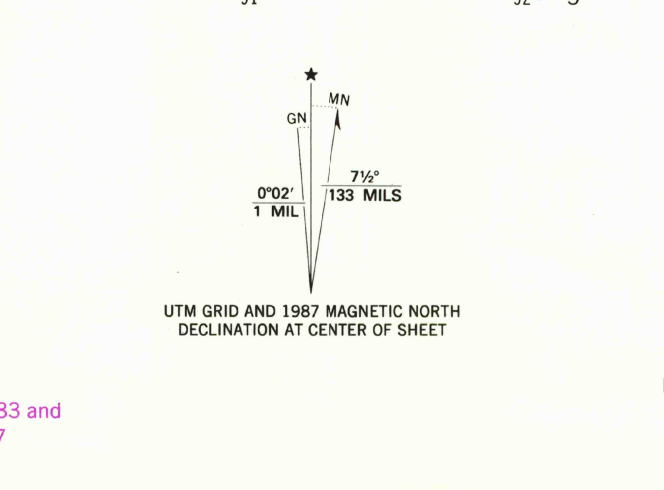 MN
GN
7½°
133 MILS
0°02'
1 MIL
UTM GRID AND 1987 MAGNETIC NORTH
DECLINATION AT CENTER OF SHEET
83 and
7